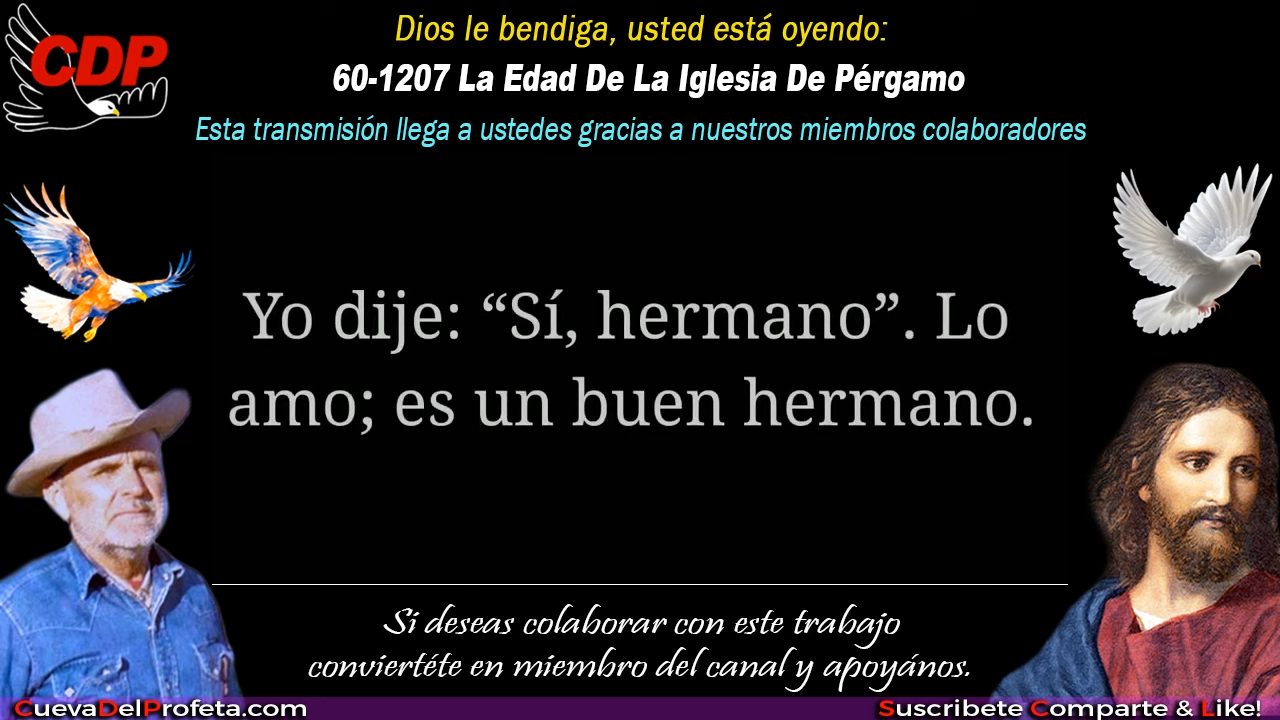 CDP
Dios le bendiga, usted está oyendo:
60-1207 La Edad De La Iglesia De Pérgamo
Esta transmisión llega a ustedes gracias a nuestros miembros colaboradores
Yo dije: “Sí, hermano”. Lo
amo; es un buen hermano.
Si deseas colaborar con este trabajo
conviertéte en miembro del canal y apoyános.
CuevaDelProfeta.com
Suscribete Comparte & Like!